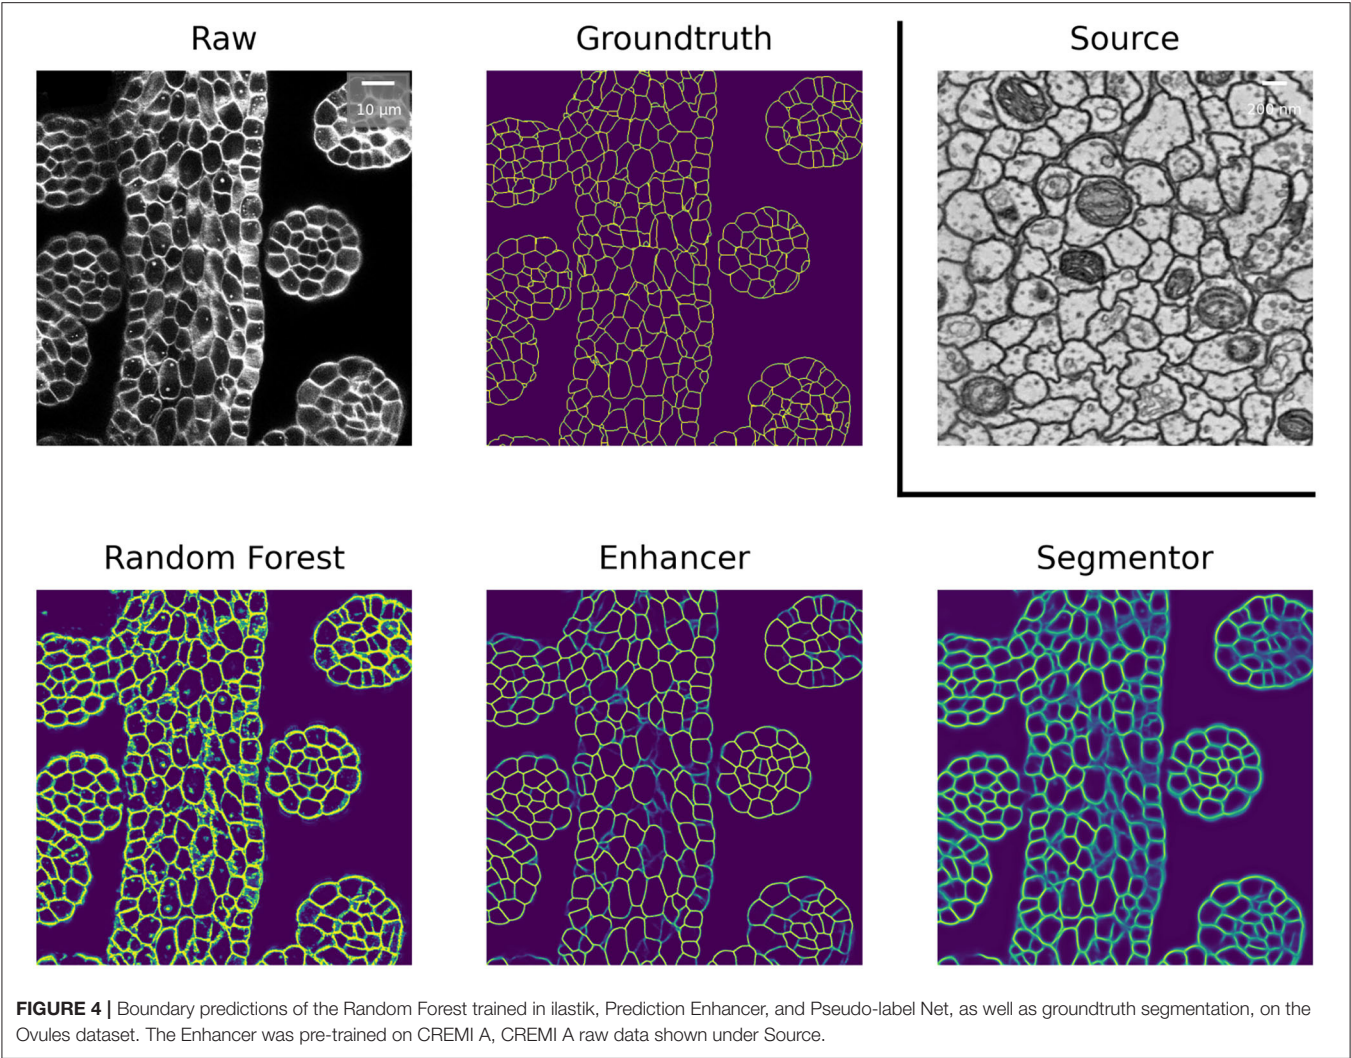 Raw
Groundtruth
Source
10 μm
200 nm
Random Forest
Enhancer
Segmentor
FIGURE 4 | Boundary predictions of the Random Forest trained in ilastik, Prediction Enhancer, and Pseudo-label Net, as well as groundtruth segmentation, on the
Ovules dataset. The Enhancer was pre-trained on CREMI A, CREMI A raw data shown under Source.